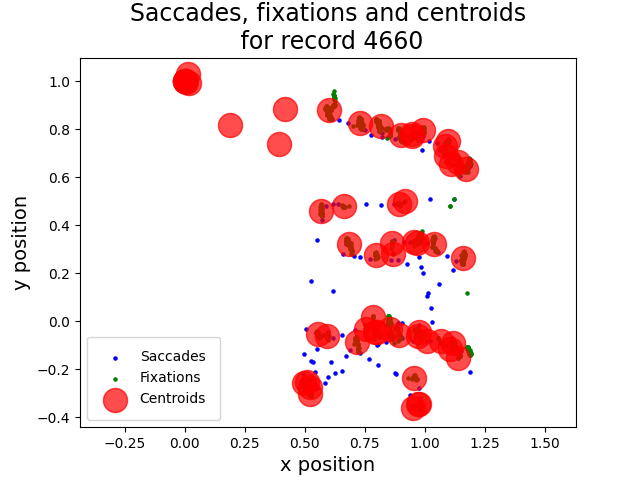 Saccades, fixations and centroids
for record 4660
1.0
0.8
0.6
0.4
0.2
0.0
−0.2
−0.4
y position
Saccades
Fixations
Centroids
−0.25
0.00
0.25
0.50
0.75
1.00
1.25
1.50
x position